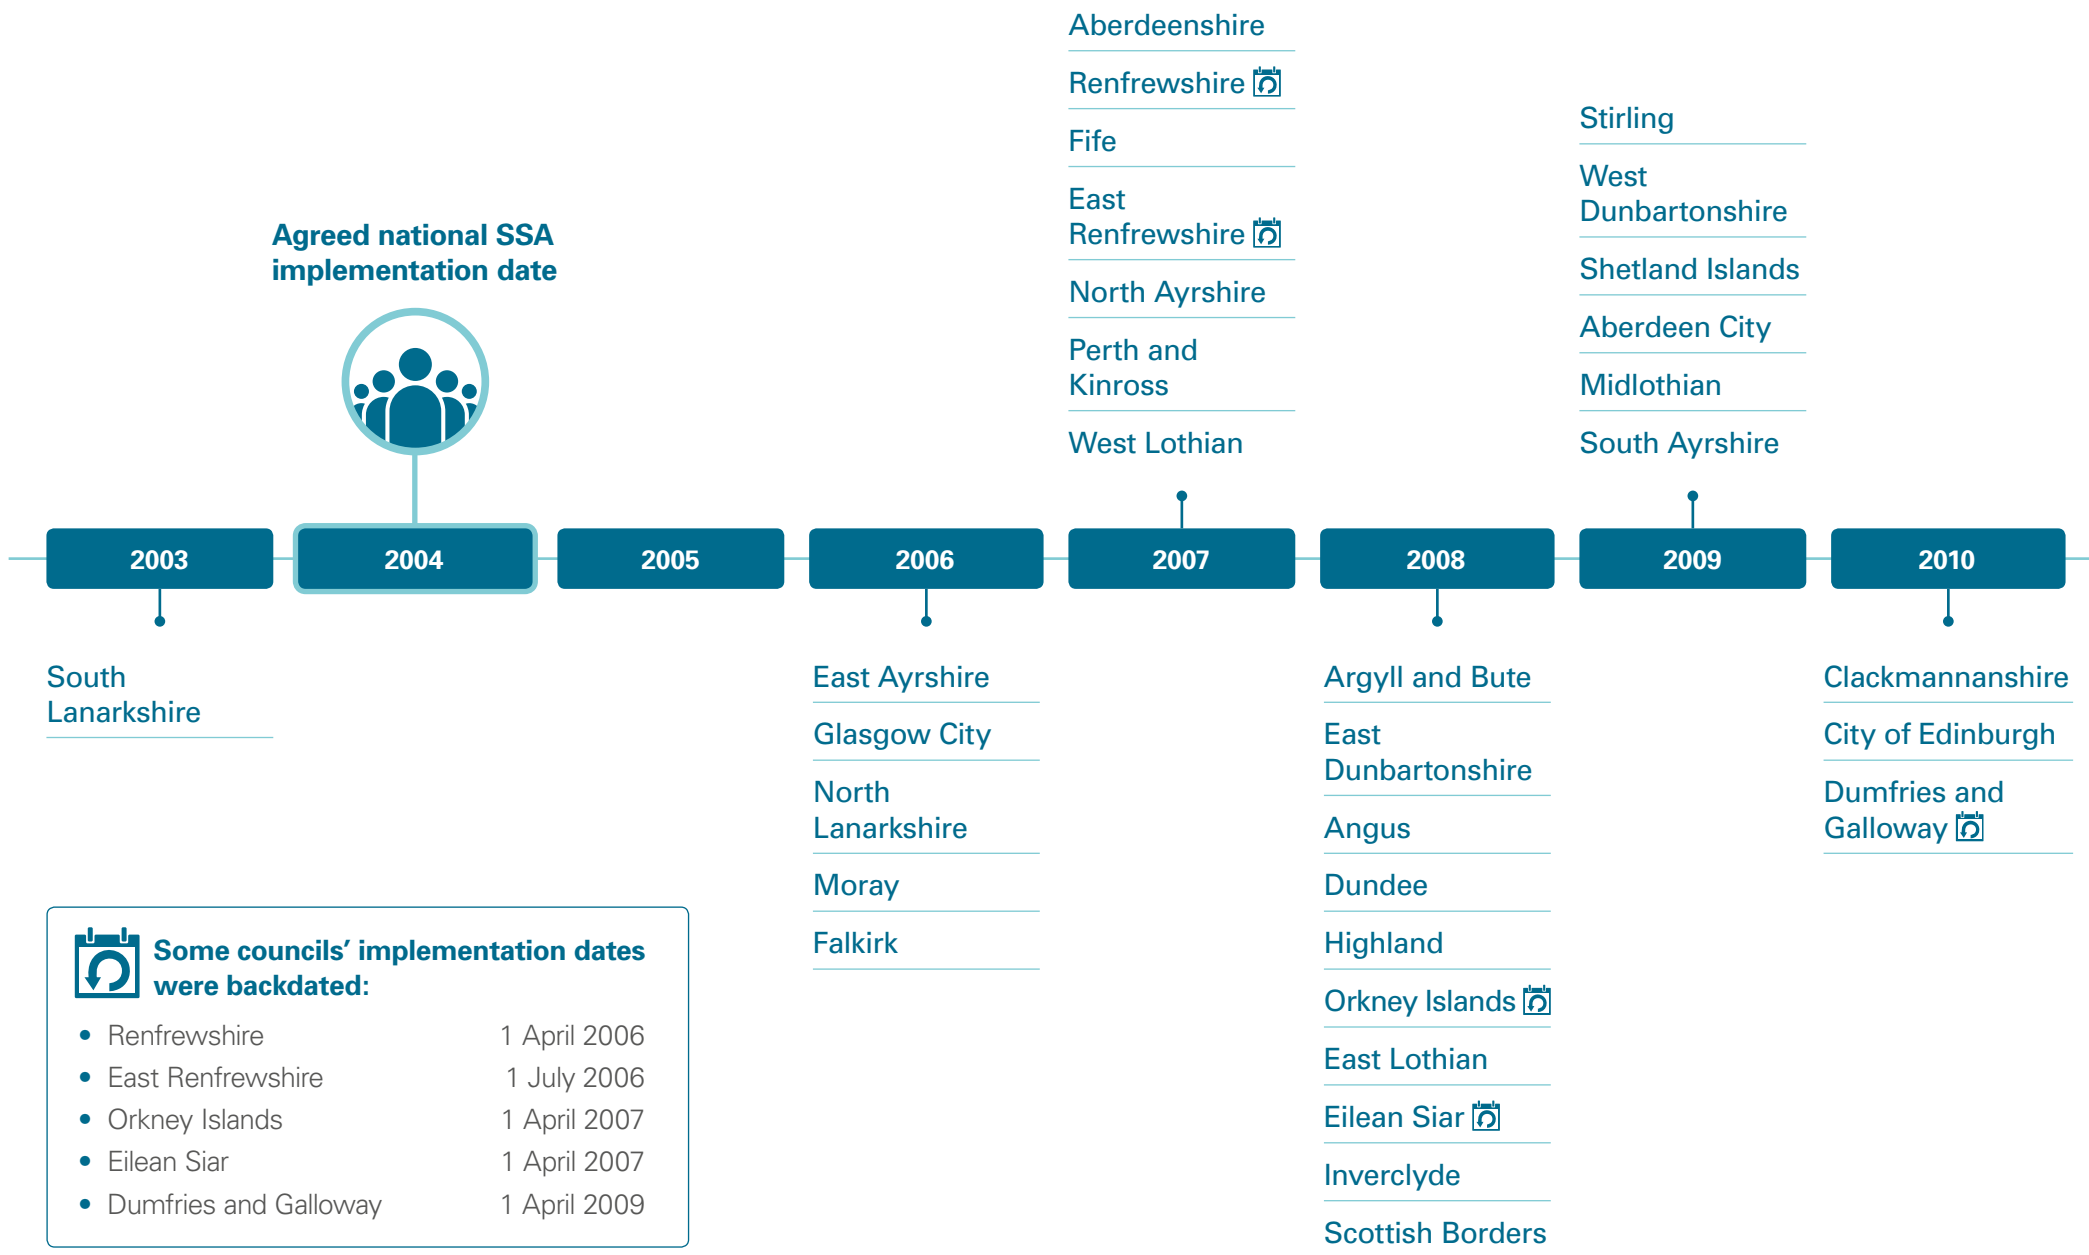 Agreed national SSA
implementation date
Aberdeenshire
Renfrewshire
Fife
East
Renfrewshire
North Ayrshire
Perth and
Kinross
West Lothian
Stirling
West
Dunbartonshire
Shetland Islands
Aberdeen City
Midlothian
South Ayrshire
2003
2004
2005
2006
2007
2008
2009
2010
South
Lanarkshire
East Ayrshire
Glasgow City
North
Lanarkshire
Moray
Falkirk
Argyll and Bute
East
Dunbartonshire
Angus
Dundee
Highland
Orkney Islands
East Lothian
Eilean Siar
Inverclyde
Scottish Borders
Clackmannanshire
City of Edinburgh
Dumfries and
Galloway
Some councils’ implementation dates
were backdated:
• Renfrewshire 1 April 2006
• East Renfrewshire 1 July 2006
• Orkney Islands 1 April 2007
• Eilean Siar 1 April 2007
• Dumfries and Galloway 1 April 2009